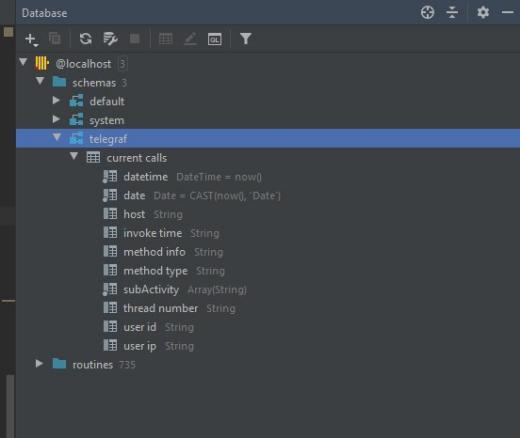 Database
QL
@localhost 3
schemas 3
default
system
telegraf
current calls
datetime DateTime = now()
date Date = CAST(now(), 'Date')
host String
invoke time String
method info String
method type String
subActivity Array(String)
thread number String
user id String
user ip String
routines 735